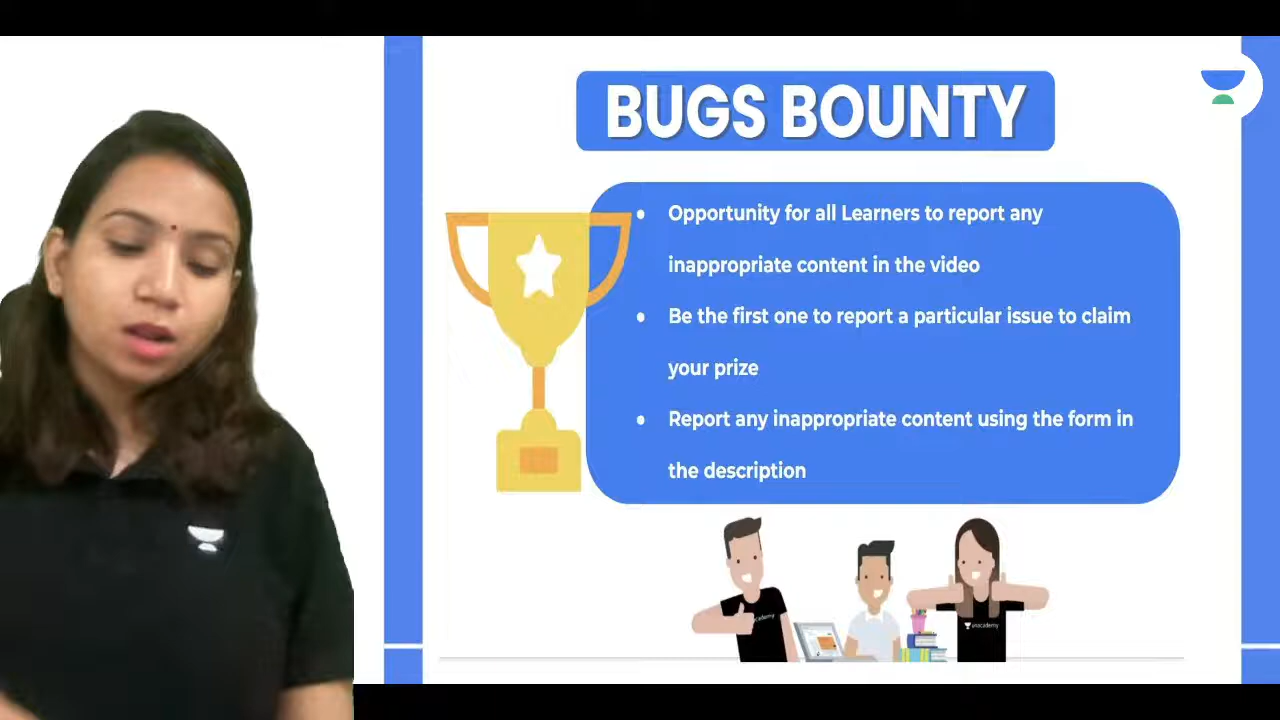 BUGS BOUNTY
Opportunity for all Learners to report any
inappropriate content in the video
Be the first one to report a particular issue to claim
your prize
Report any inappropriate content using the form in
the description
unacademy